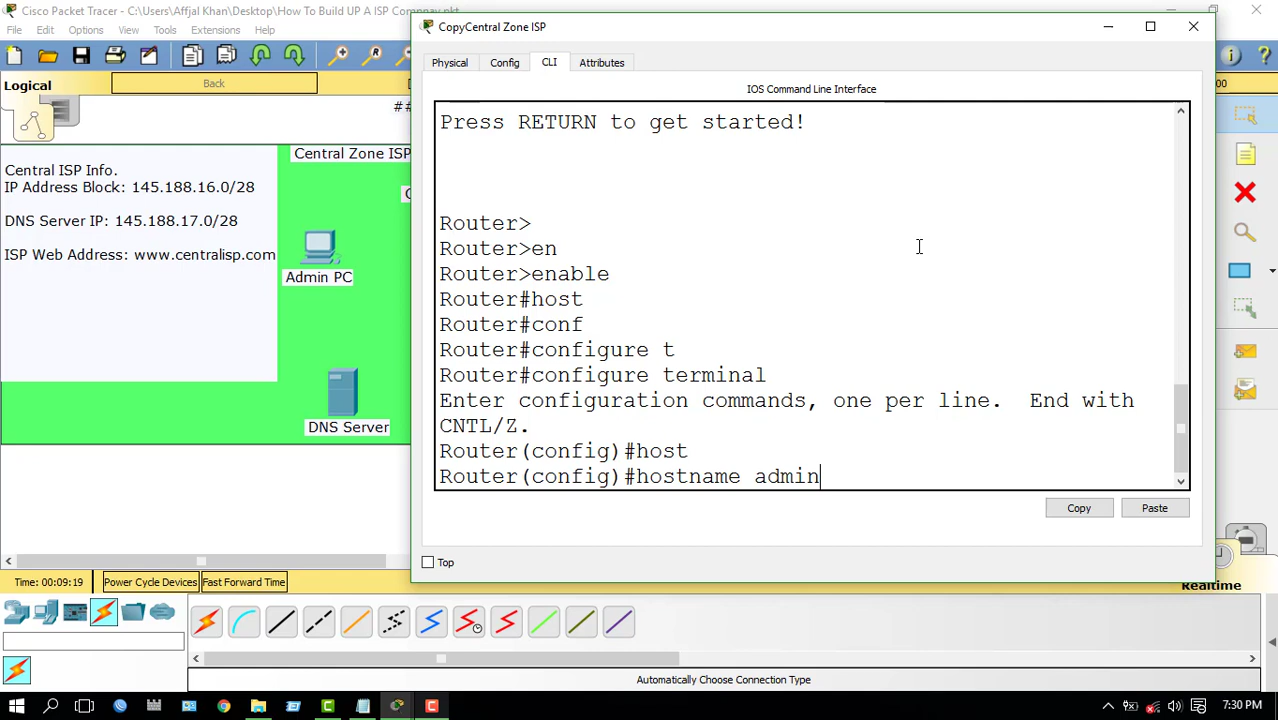 Cisco Packet Tracer - C:\Users\Affjal Khan\Desktop\How To Build UP A ISP Compnay.pkt
File Edit Options View Tools Extensions Help
CopyCentral Zone ISP
Physical Config CLI Attributes
IOS Command Line Interface
Logical
Back
##
Central Zone ISP
Central ISP Info.
IP Address Block: 145.188.16.0/28
DNS Server IP: 145.188.17.0/28
ISP Web Address: www.centralisp.com
Admin PC
DNS Server
Press RETURN to get started!
Router>
Router>en
Router>enable
Router#host
Router#conf
Router#configure t
Router#configure terminal
Enter configuration commands, one per line.  End with
CNTL/Z.
Router(config)#host
Router(config)#hostname admin
Copy Paste
Top
Time: 00:09:19 Power Cycle Devices Fast Forward Time
Realtime
Automatically Choose Connection Type
7:30 PM